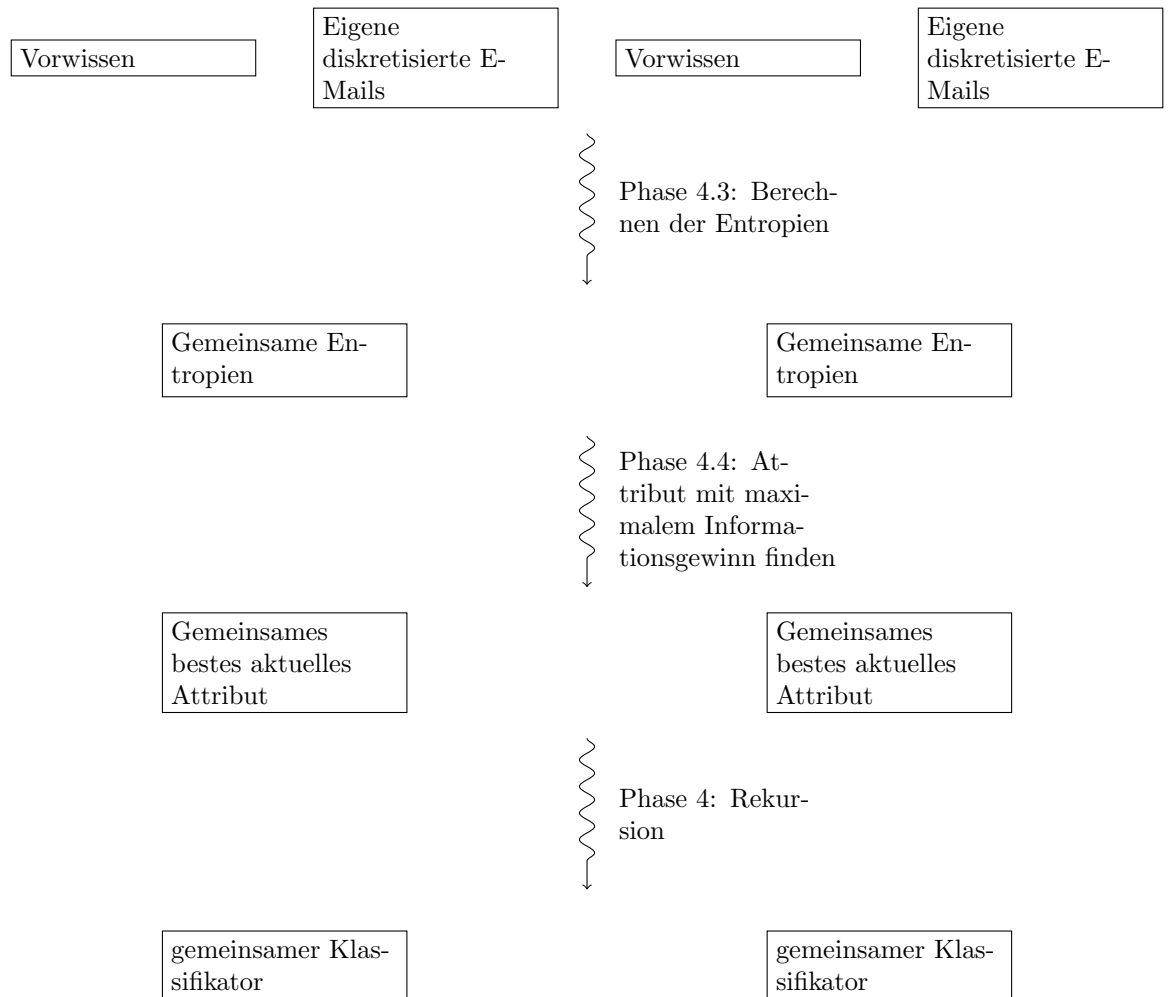 Vorwissen
Eigene
diskretisierte E-
Mails
Vorwissen
Eigene
diskretisierte E-
Mails
Phase 4.3: Berech-
nen der Entropien
Gemeinsame En-
tropien
Gemeinsame En-
tropien
Phase 4.4: At-
tribut mit maxi-
malem Informa-
tionsgewinn finden
Gemeinsames
bestes aktuelles
Attribut
Gemeinsames
bestes aktuelles
Attribut
Phase 4: Rekur-
sion
gemeinsamer Klas-
sifikator
gemeinsamer Klas-
sifikator